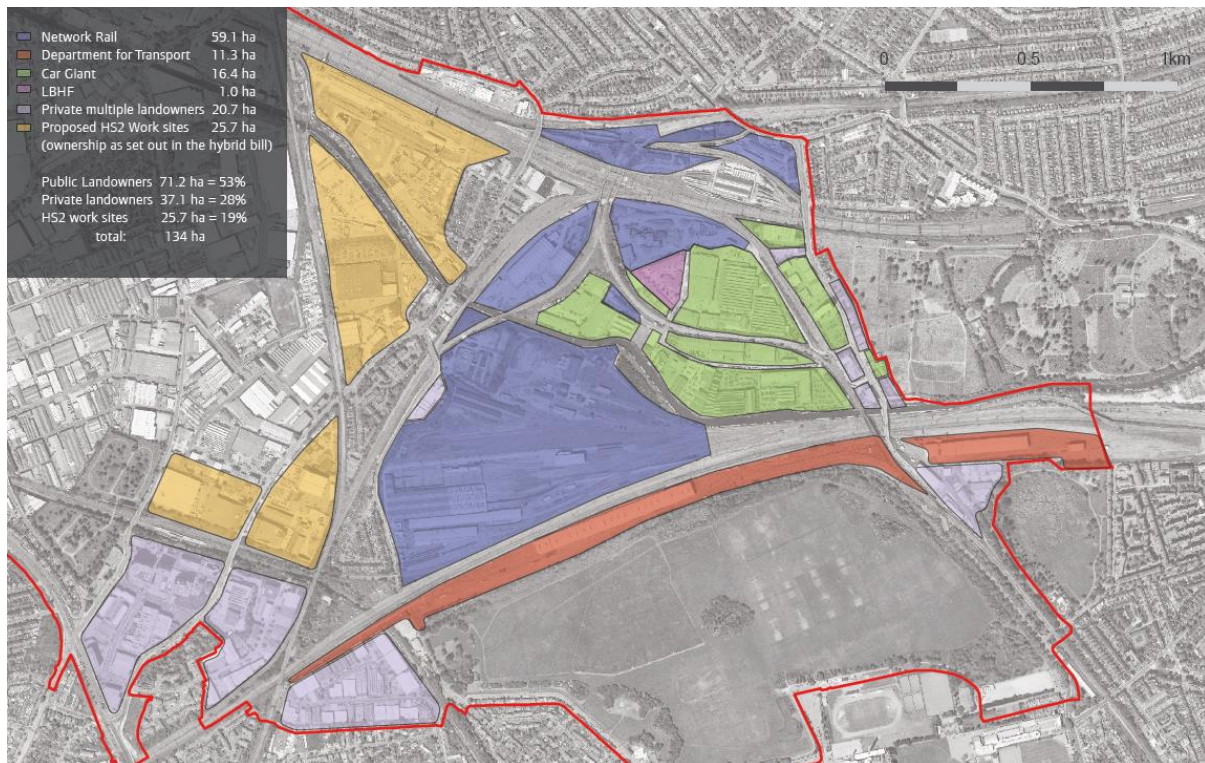 Network Rail 59.1 ha
Department for Transport 11.3 ha
Car Giant 16.4 ha
LBHF 1.0 ha
Private multiple landowners 20.7 ha
Proposed HS2 Work sites 25.7 ha
(ownership as set out in the hybrid bill)
Public Landowners 71.2 ha = 53%
Private landowners 37.1 ha = 28%
HS2 work sites 25.7 ha = 19%
total: 134 ha
0 0.5 1km